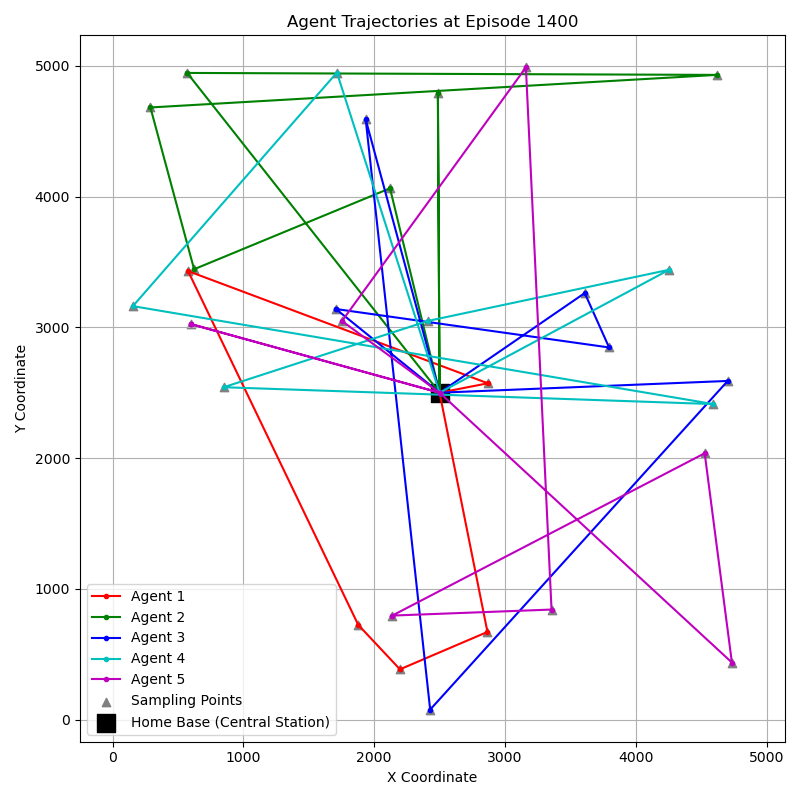 Agent Trajectories at Episode 1400
Y Coordinate
5000
4000
3000
2000
1000
0
Agent 1
Agent 2
Agent 3
Agent 4
Agent 5
Sampling Points
Home Base (Central Station)
0 1000 2000 3000 4000 5000
X Coordinate